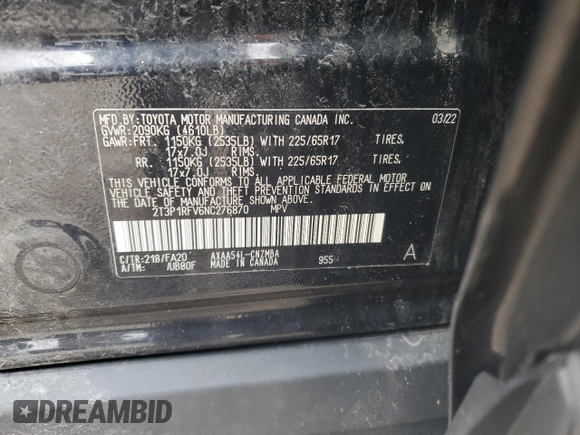 MFD.BY:TOYOTA MOTOR MANUFACTURING CANADA INC. 03/22
GVWR:2090KG (4610LB)
GAWR:FRT. 1150KG (2535LB) WITH 225/65R17 TIRES,
17x7.0J RIMS.
RR. 1150KG (2535LB) WITH 225/65R17 TIRES,
17x7.0J RIMS.
THIS VEHICLE CONFORMS TO ALL APPLICABLE FEDERAL MOTOR
VEHICLE SAFETY AND THEFT PREVENTION STANDARDS IN EFFECT ON
THE DATE OF MANUFACTURE SHOWN ABOVE.
2T3P1RFV6NC276870 MPV
C/TR:218/FA20 AXAA54L-CNZMBA
A/TM: /UB80F MADE IN CANADA 955 A
DREAMBID